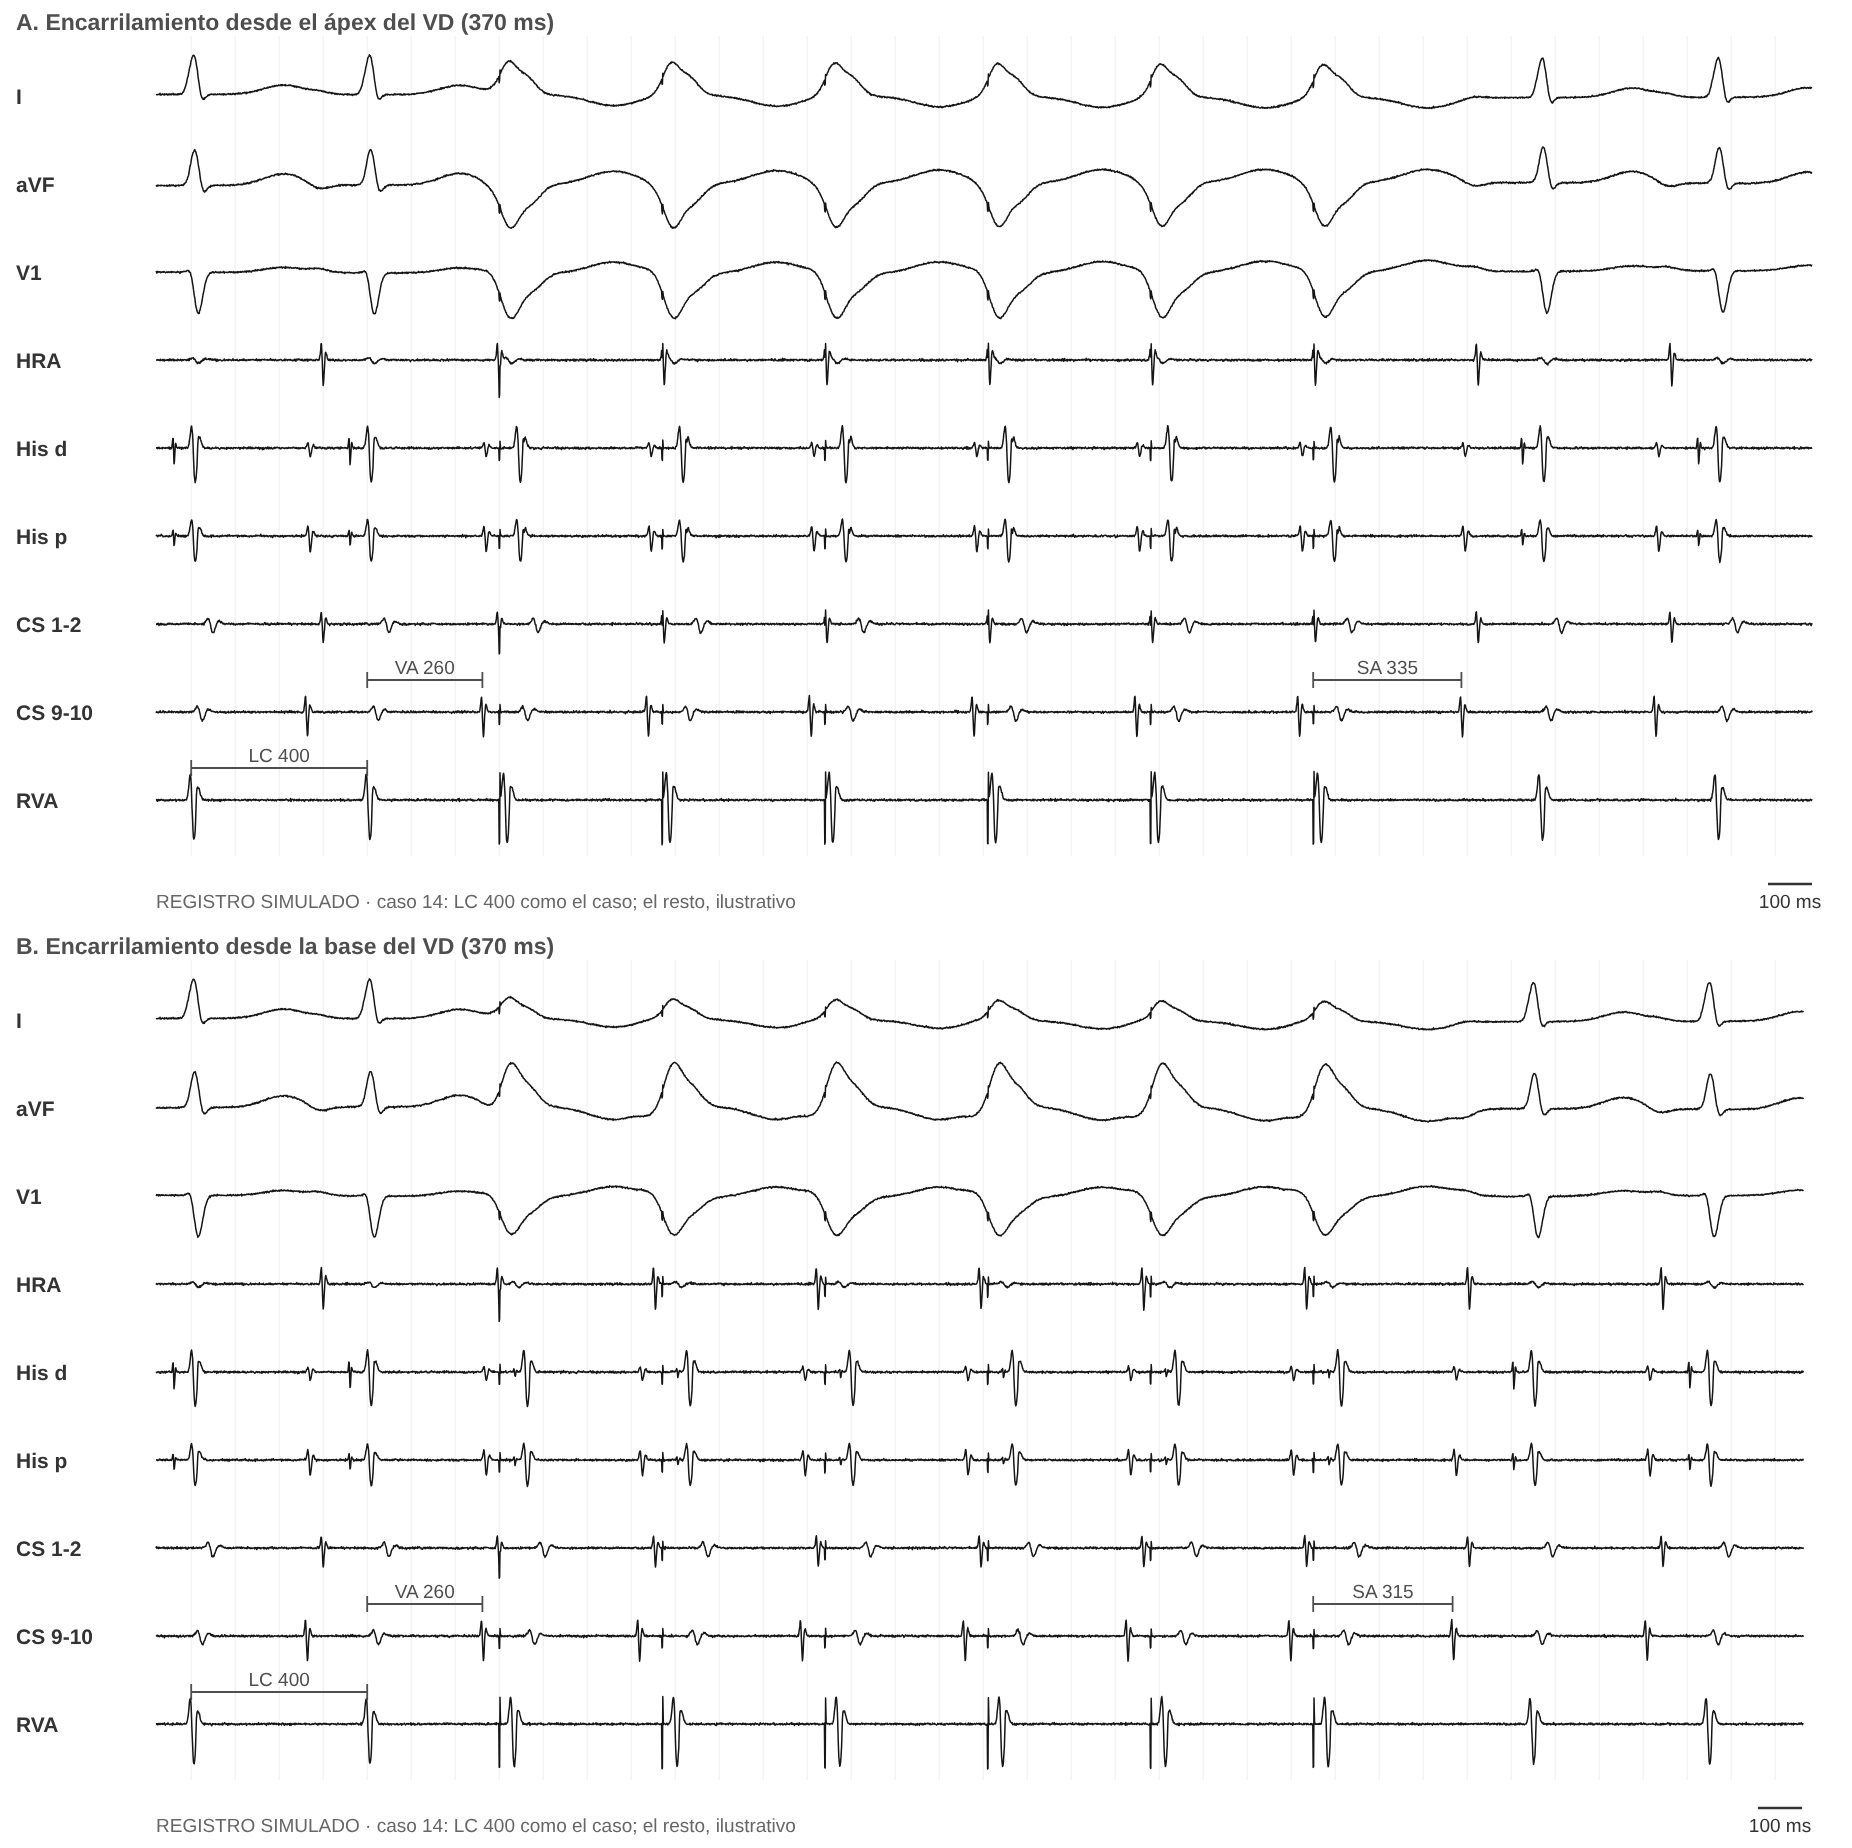 A. Encarrilamiento desde el ápex del VD (370 ms)
I
aVF
V1
HRA
His d
His p
CS 1-2
VA 260
SA 335
CS 9-10
LC 400
RVA
REGISTRO SIMULADO · caso 14: LC 400 como el caso; el resto, ilustrativo
100 ms
B. Encarrilamiento desde la base del VD (370 ms)
I
aVF
V1
HRA
His d
His p
CS 1-2
VA 260
SA 315
CS 9-10
LC 400
RVA
REGISTRO SIMULADO · caso 14: LC 400 como el caso; el resto, ilustrativo
100 ms